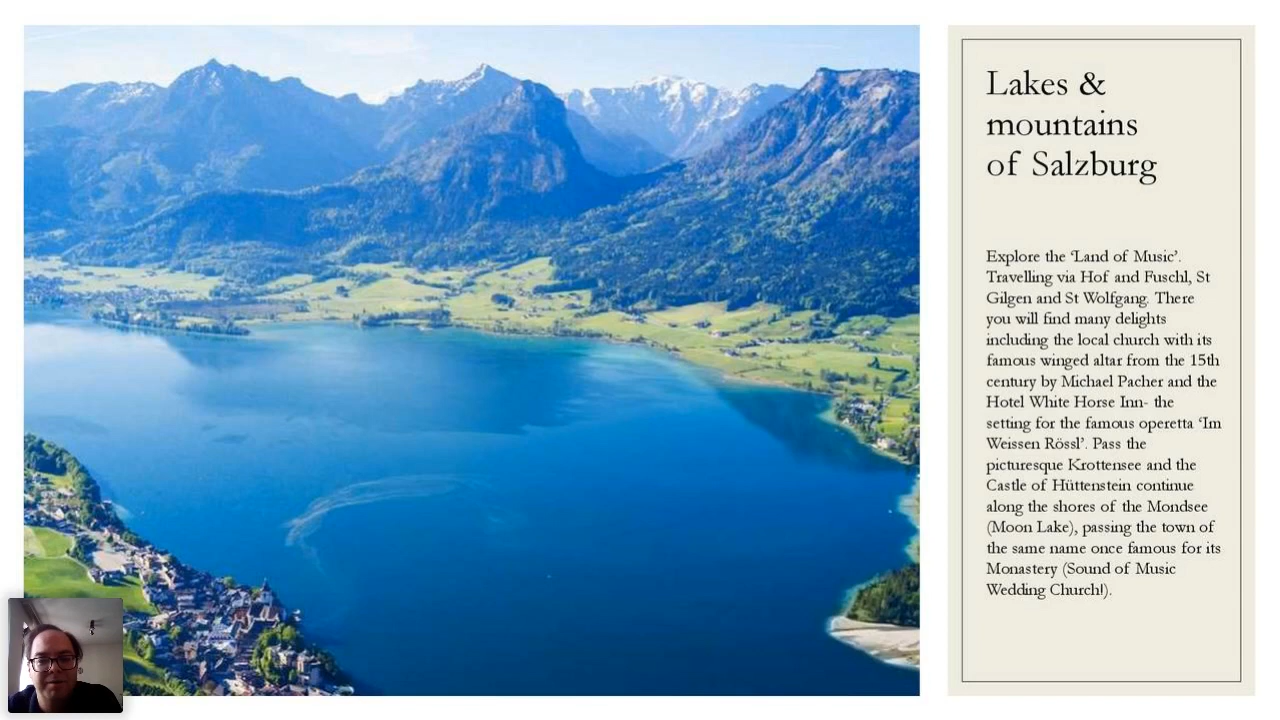 Lakes &
mountains
of Salzburg
Explore the ‘Land of Music’.
Travelling via Hof and Fuschl, St
Gilgen and St Wolfgang. There
you will find many delights
including the local church with its
famous winged altar from the 15th
century by Michael Pacher and the
Hotel White Horse Inn- the
setting for the famous operetta ‘Im
Weissen Rössl’. Pass the
picturesque Krottensee and the
Castle of Hüttenstein continue
along the shores of the Mondsee
(Moon Lake), passing the town of
the same name once famous for its
Monastery (Sound of Music
Wedding Church!).